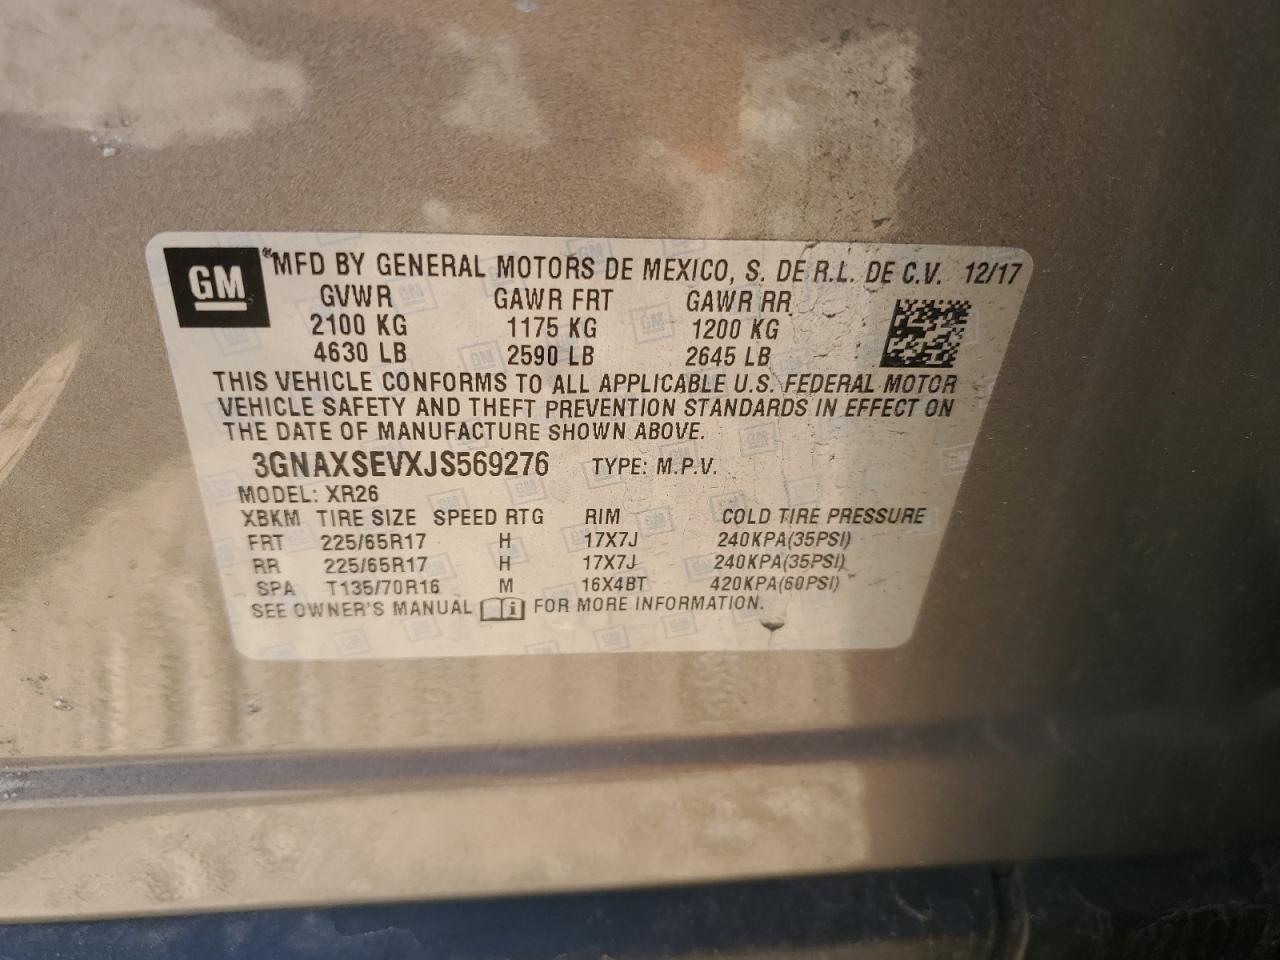 GM
MFD BY GENERAL MOTORS DE MEXICO, S. DE R.L. DE C.V. 12/17
GVWR GAWR FRT GAWR RR
2100 KG 1175 KG 1200 KG
4630 LB 2590 LB 2645 LB
THIS VEHICLE CONFORMS TO ALL APPLICABLE U.S. FEDERAL MOTOR
VEHICLE SAFETY AND THEFT PREVENTION STANDARDS IN EFFECT ON
THE DATE OF MANUFACTURE SHOWN ABOVE.
3GNAXSEVXJS569276 TYPE: M.P.V.
MODEL: XR26
XBKM TIRE SIZE SPEED RTG RIM COLD TIRE PRESSURE
FRT 225/65R17 H 17X7J 240KPA(35PSI)
RR 225/65R17 H 17X7J 240KPA(35PSI)
SPA T135/70R16 M 16X4BT 420KPA(60PSI)
SEE OWNER'S MANUAL i FOR MORE INFORMATION.